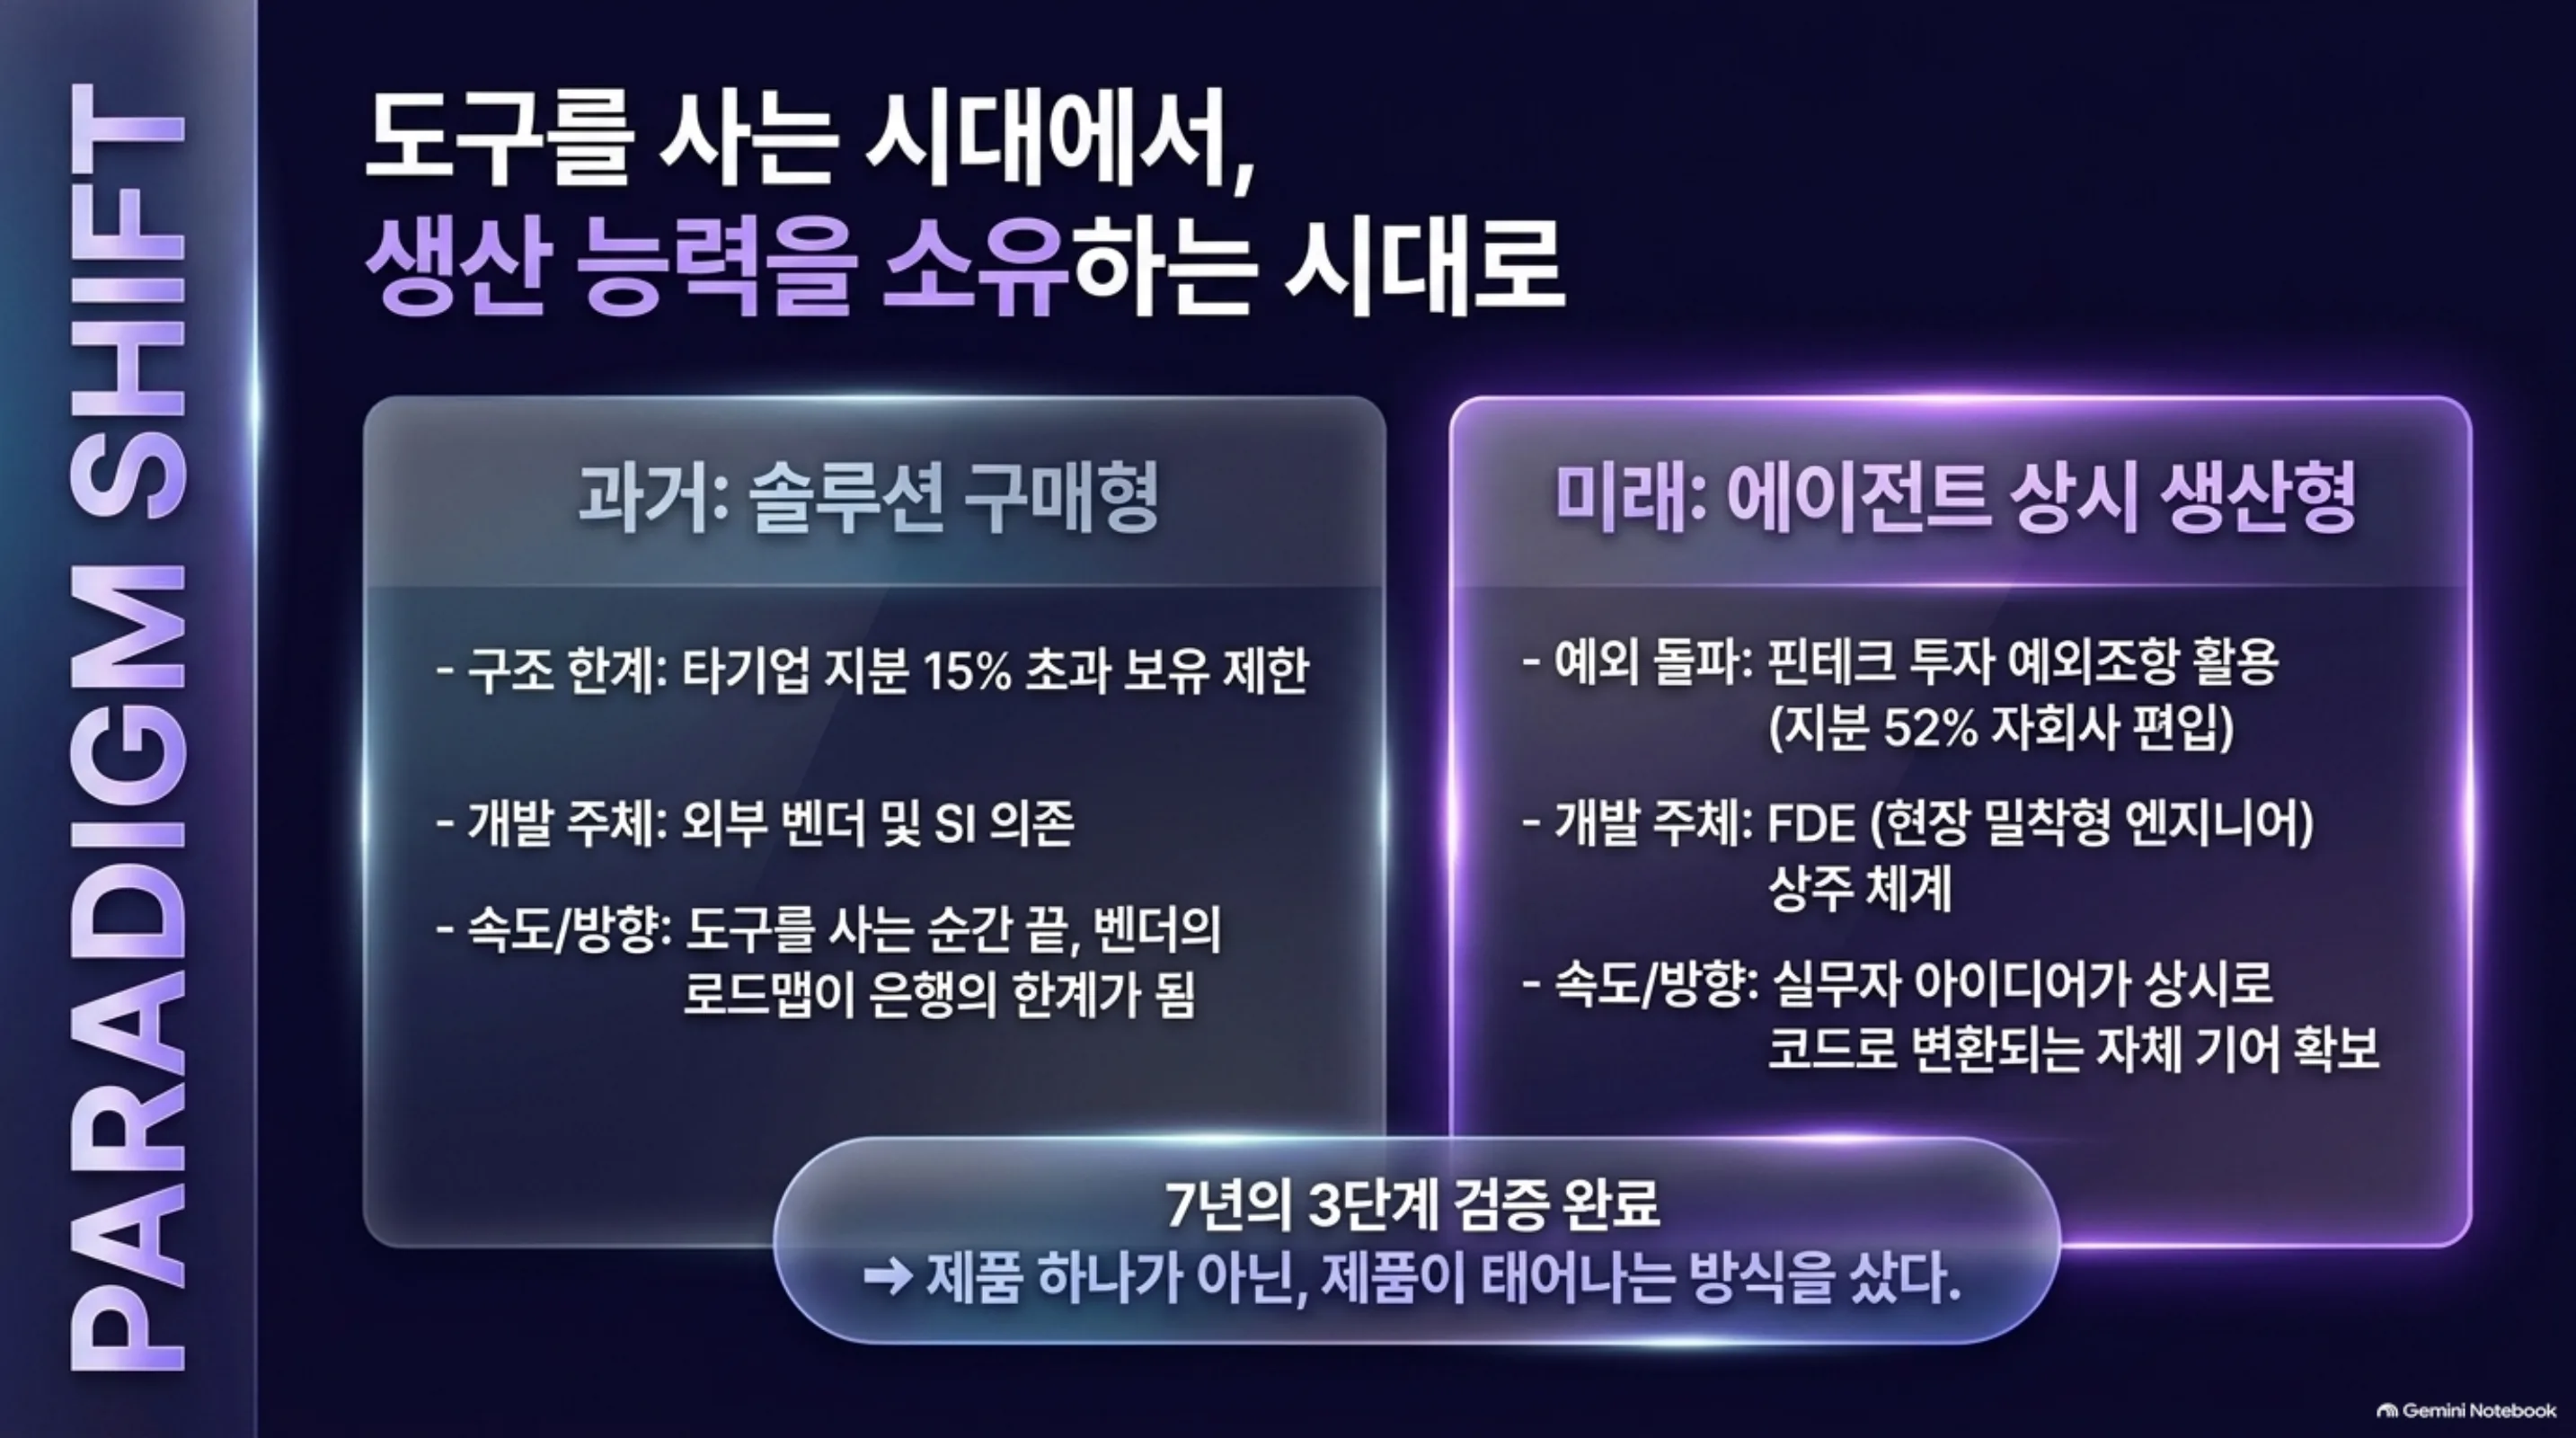 PARADIGM SHIFT
도구를 사는 시대에서,
생산 능력을 소유하는 시대로
과거: 솔루션 구매형
- 구조 한계: 타기업 지분 15% 초과 보유 제한
- 개발 주체: 외부 벤더 및 SI 의존
- 속도/방향: 도구를 사는 순간 끝, 벤더의
로드맵이 은행의 한계가 됨
미래: 에이전트 상시 생산형
- 예외 돌파: 핀테크 투자 예외조항 활용
(지분 52% 자회사 편입)
- 개발 주체: FDE (현장 밀착형 엔지니어)
상주 체계
- 속도/방향: 실무자 아이디어가 상시로
코드로 변환되는 자체 기어 확보
7년의 3단계 검증 완료
➔ 제품 하나가 아닌, 제품이 태어나는 방식을 샀다.
Gemini Notebook